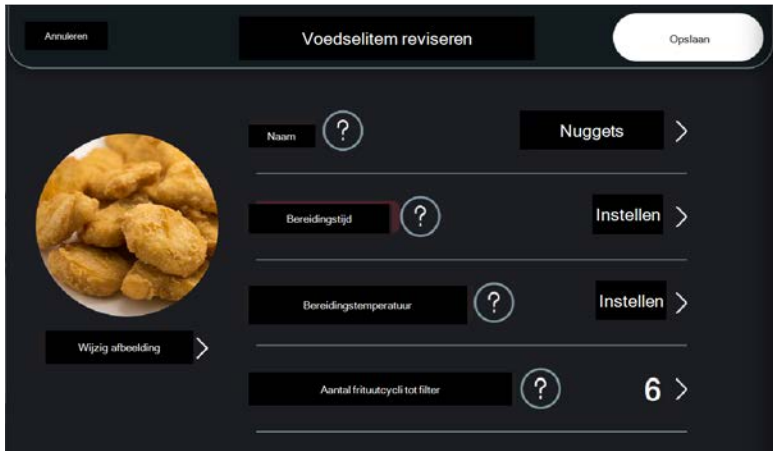 Annuleren
Voedselitem reviseren
Opslaan
Naam ?
Nuggets
Bereidingstijd ?
Instellen
Bereidingstemperatuur ?
Instellen
Wijzig afbeelding
Aantal frituutcycli tot filter ?
6